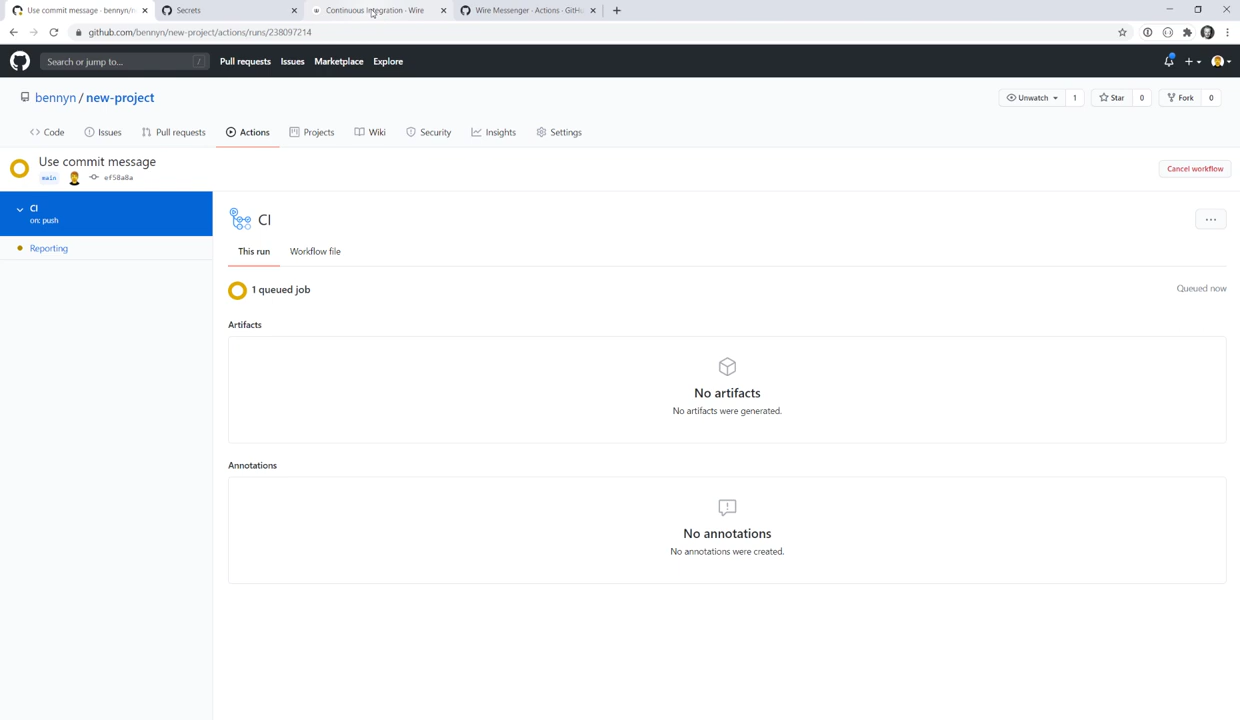 Use commit message · bennyn/n
Secrets
Continuous Integration · Wire
Wire Messenger · Actions · GitHu
github.com/bennyn/new-project/actions/runs/238097214
Search or jump to...
/
Pull requests
Issues
Marketplace
Explore
bennyn / new-project
Unwatch
1
Star
0
Fork
0
Code
Issues
Pull requests
Actions
Projects
Wiki
Security
Insights
Settings
Use commit message
main
ef58a8a
Cancel workflow
CI
on: push
Reporting
CI
This run
Workflow file
1 queued job
Queued now
Artifacts
No artifacts
No artifacts were generated.
Annotations
No annotations
No annotations were created.